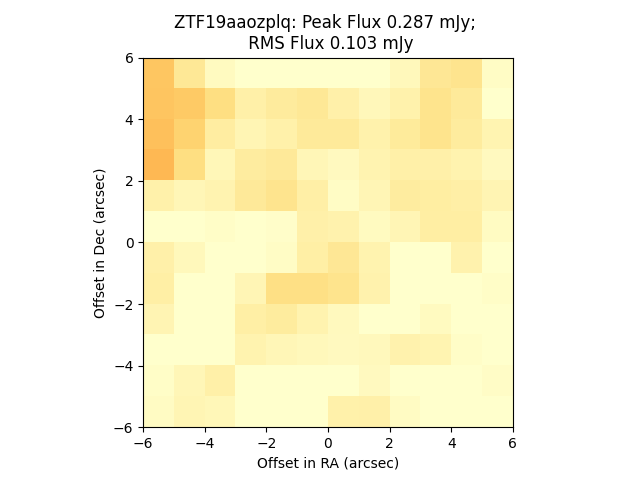 ZTF19aaozplq: Peak Flux 0.287 mJy;
RMS Flux 0.103 mJy
6
4
2
0
−2
−4
−6
Offset in Dec (arcsec)
−6 −4 −2 0 2 4 6
Offset in RA (arcsec)